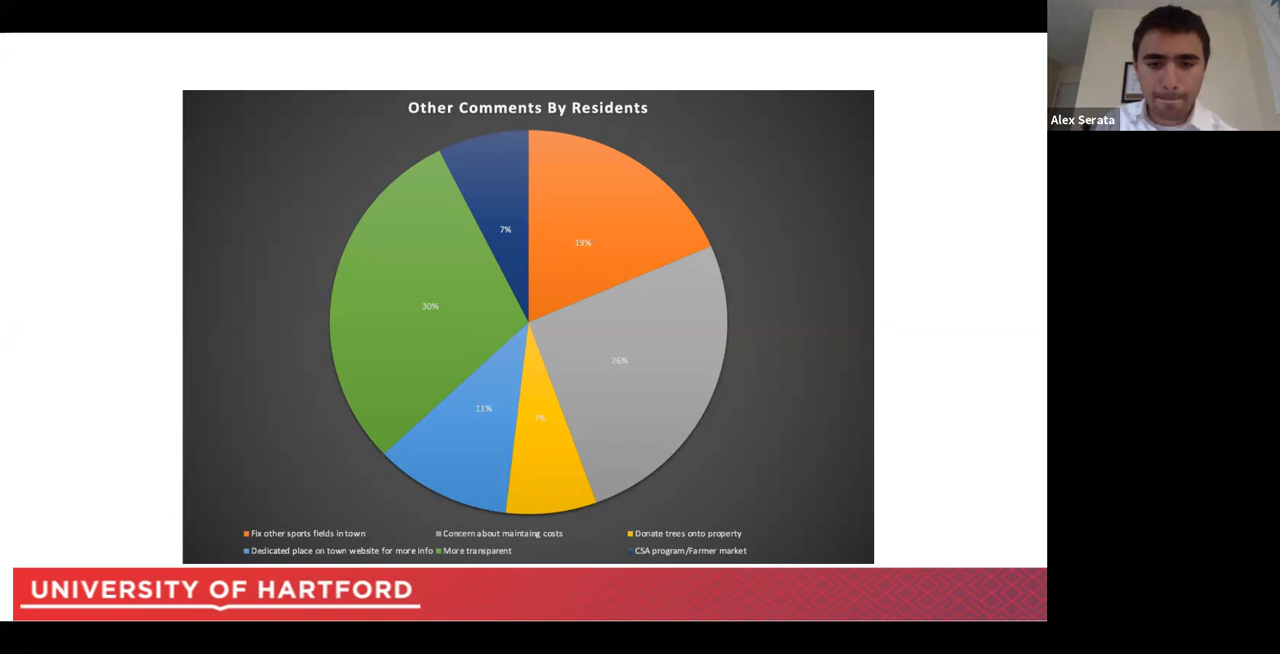 Other Comments By Residents
Alex Serata
7%
19%
30%
26%
11%
7%
Fix other sports fields in town
Concern about maintaing costs
Donate trees onto property
Dedicated place on town website for more info
More transparent
CSA program/Farmer market
UNIVERSITY OF HARTFORD